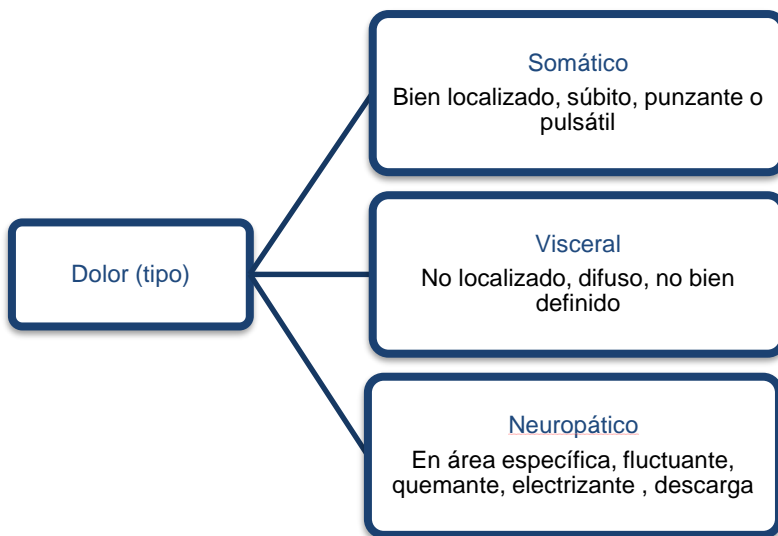 Somático
Bien localizado, súbito, punzante o
pulsátil
Dolor (tipo)
Visceral
No localizado, difuso, no bien
definido
Neuropático
En área específica, fluctuante,
quemante, electrizante , descarga